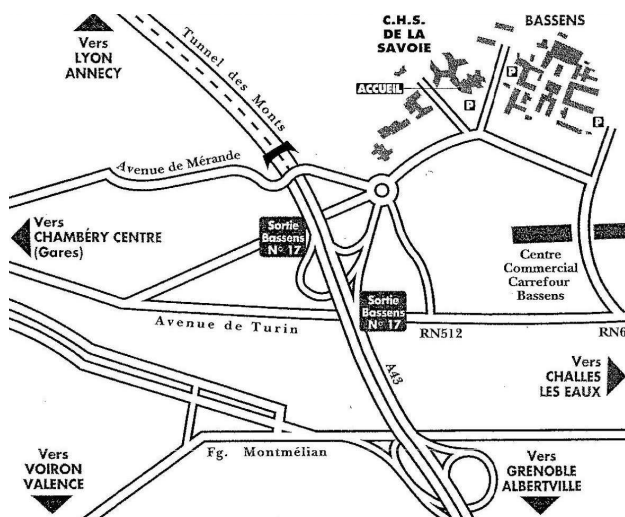 Vers
LYON
ANNECY
Tunnel des Monts
C.H.S.
DE LA
SAVOIE
BASSENS
P
ACCUEIL
P
P
Avenue de Mérande
Vers
CHAMBÉRY CENTRE
(Gares)
Sortie
Bassens
N° 17
Centre
Commercial
Carrefour
Bassens
Sortie
Bassens
N° 17
Avenue de Turin
RN512
RN6
A43
Vers
CHALLES
LES EAUX
Vers
VOIRON
VALENCE
Fg. Montmélian
Vers
GRENOBLE
ALBERTVILLE